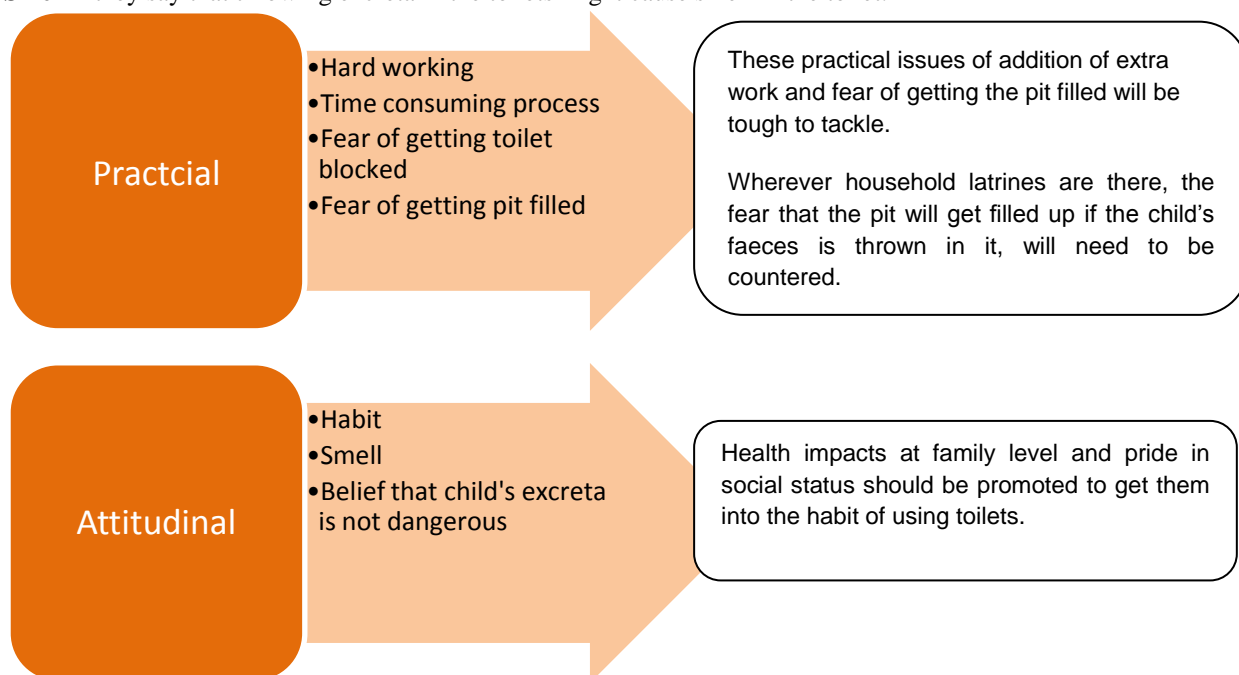 Practcial
•Hard working
•Time consuming process
•Fear of getting toilet
blocked
•Fear of getting pit filled
These practical issues of addition of extra
work and fear of getting the pit filled will be
tough to tackle.
Wherever household latrines are there, the
fear that the pit will get filled up if the child’s
faeces is thrown in it, will need to be
countered.
Attitudinal
•Habit
•Smell
•Belief that child's excreta
is not dangerous
Health impacts at family level and pride in
social status should be promoted to get them
into the habit of using toilets.